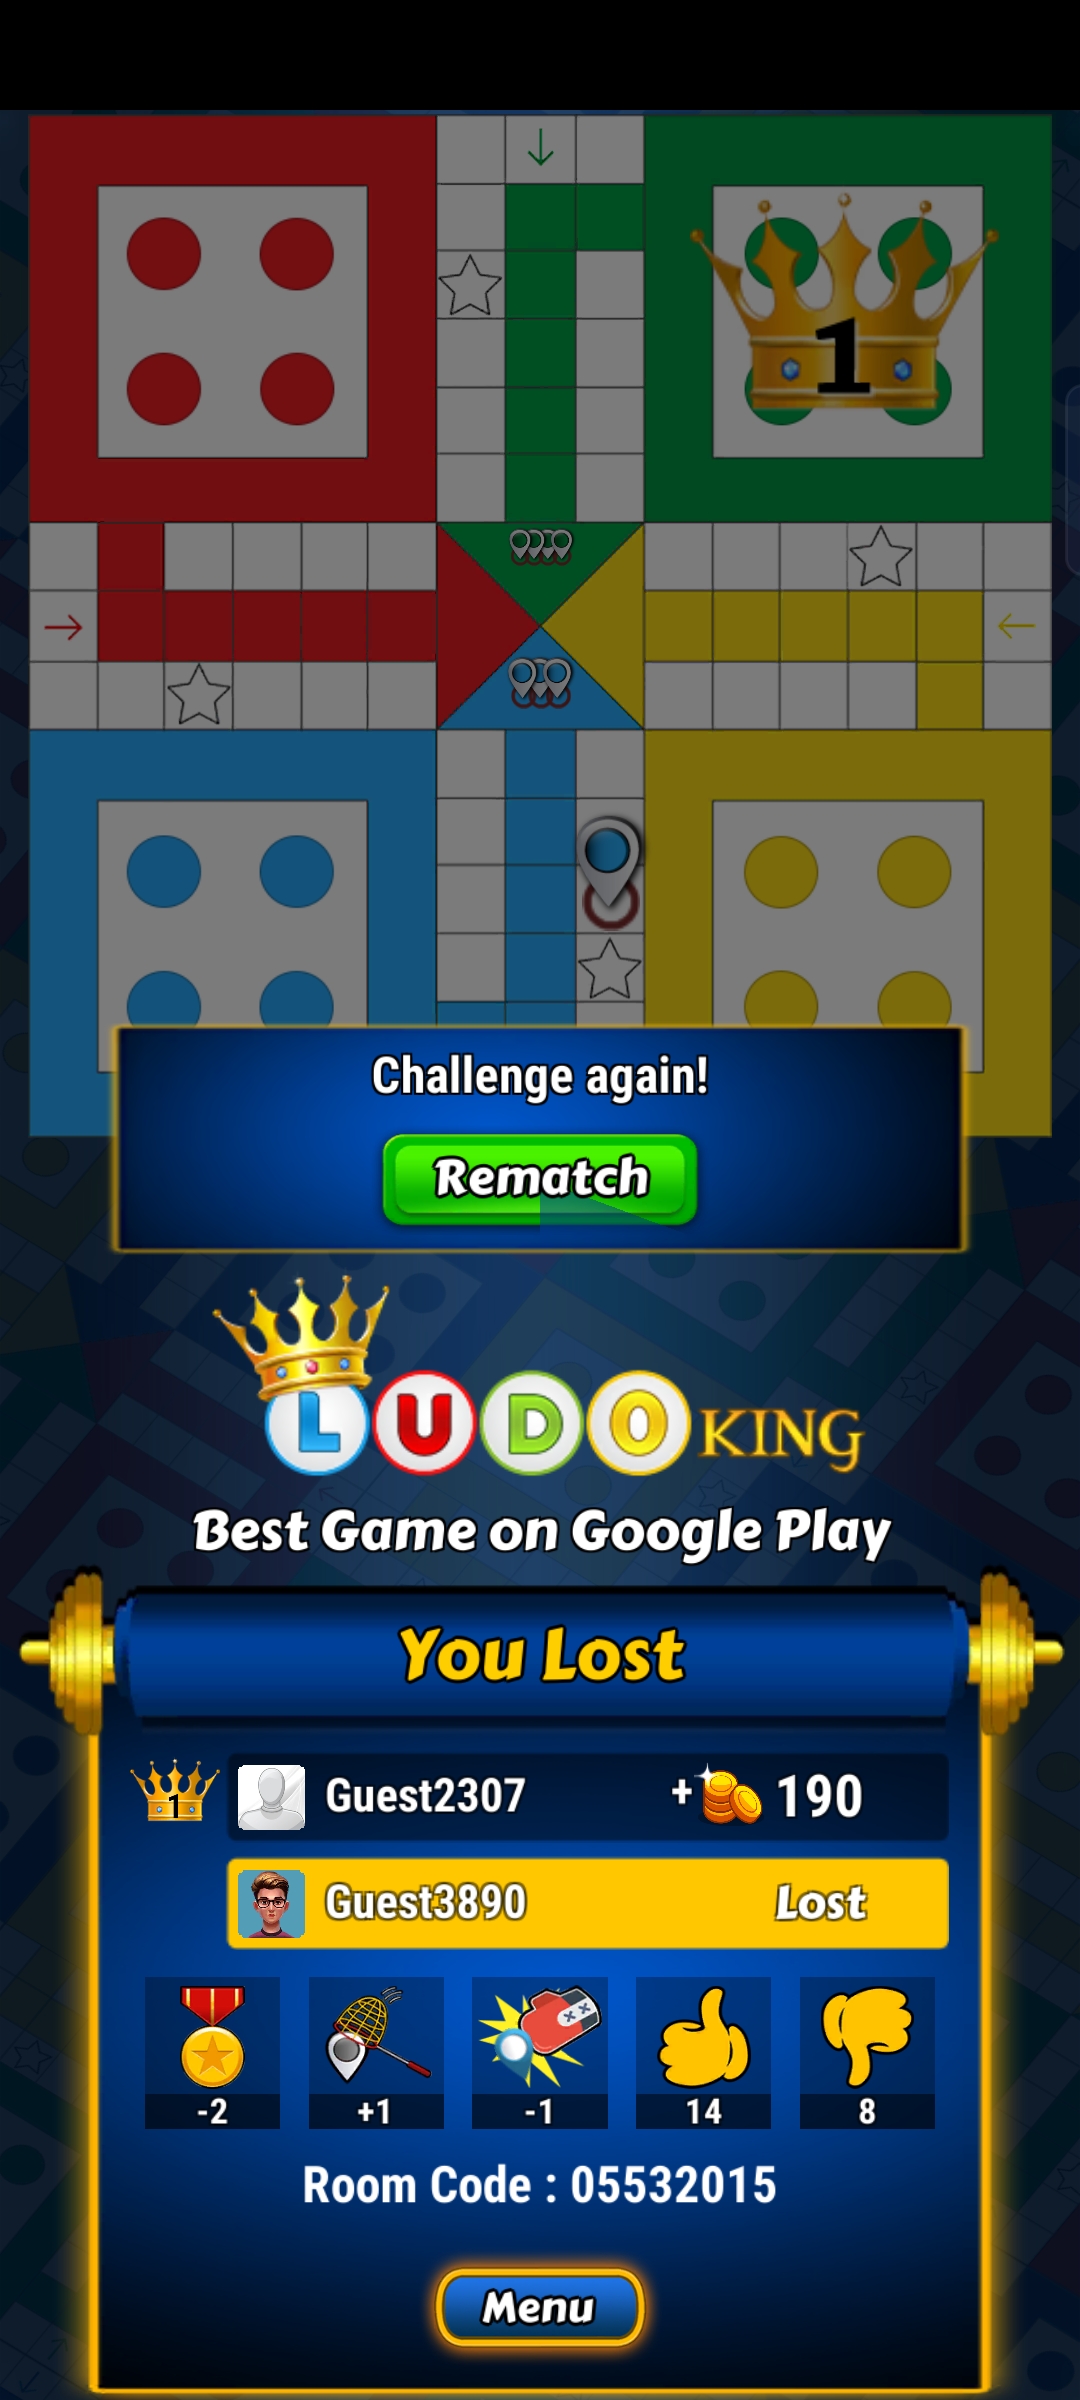 1
Challenge again!
Rematch
LUDO KING
Best Game on Google Play
You Lost
1 Guest2307 + 190
Guest3890 Lost
-2 +1 -1 14 8
Room Code : 05532015
Menu